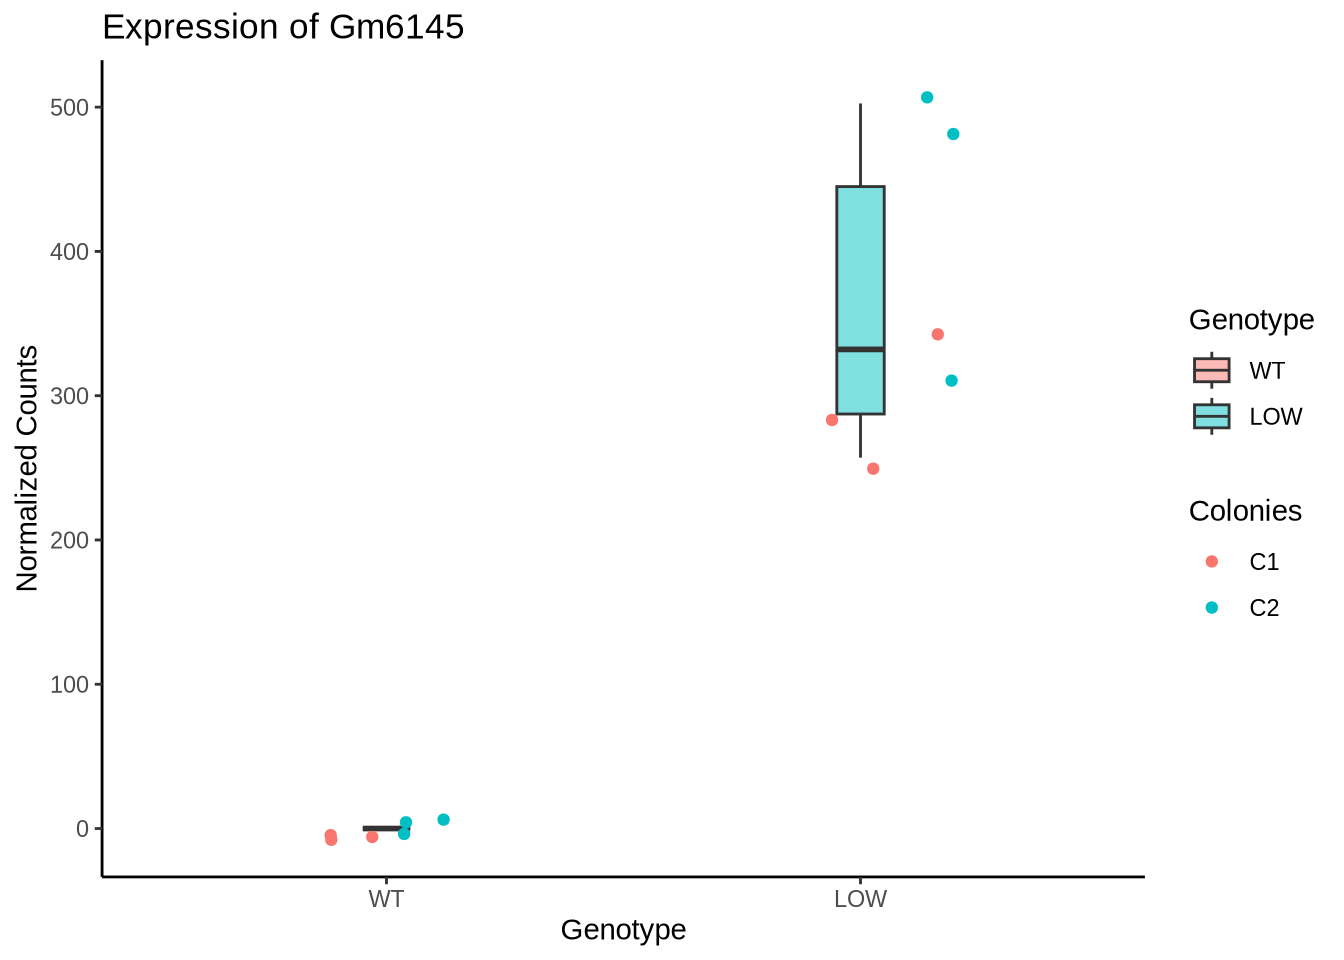 Expression of Gm6145
500
400
300
200
100
0
Normalized Counts
WT
LOW
Genotype
Genotype
WT
LOW
Colonies
C1
C2